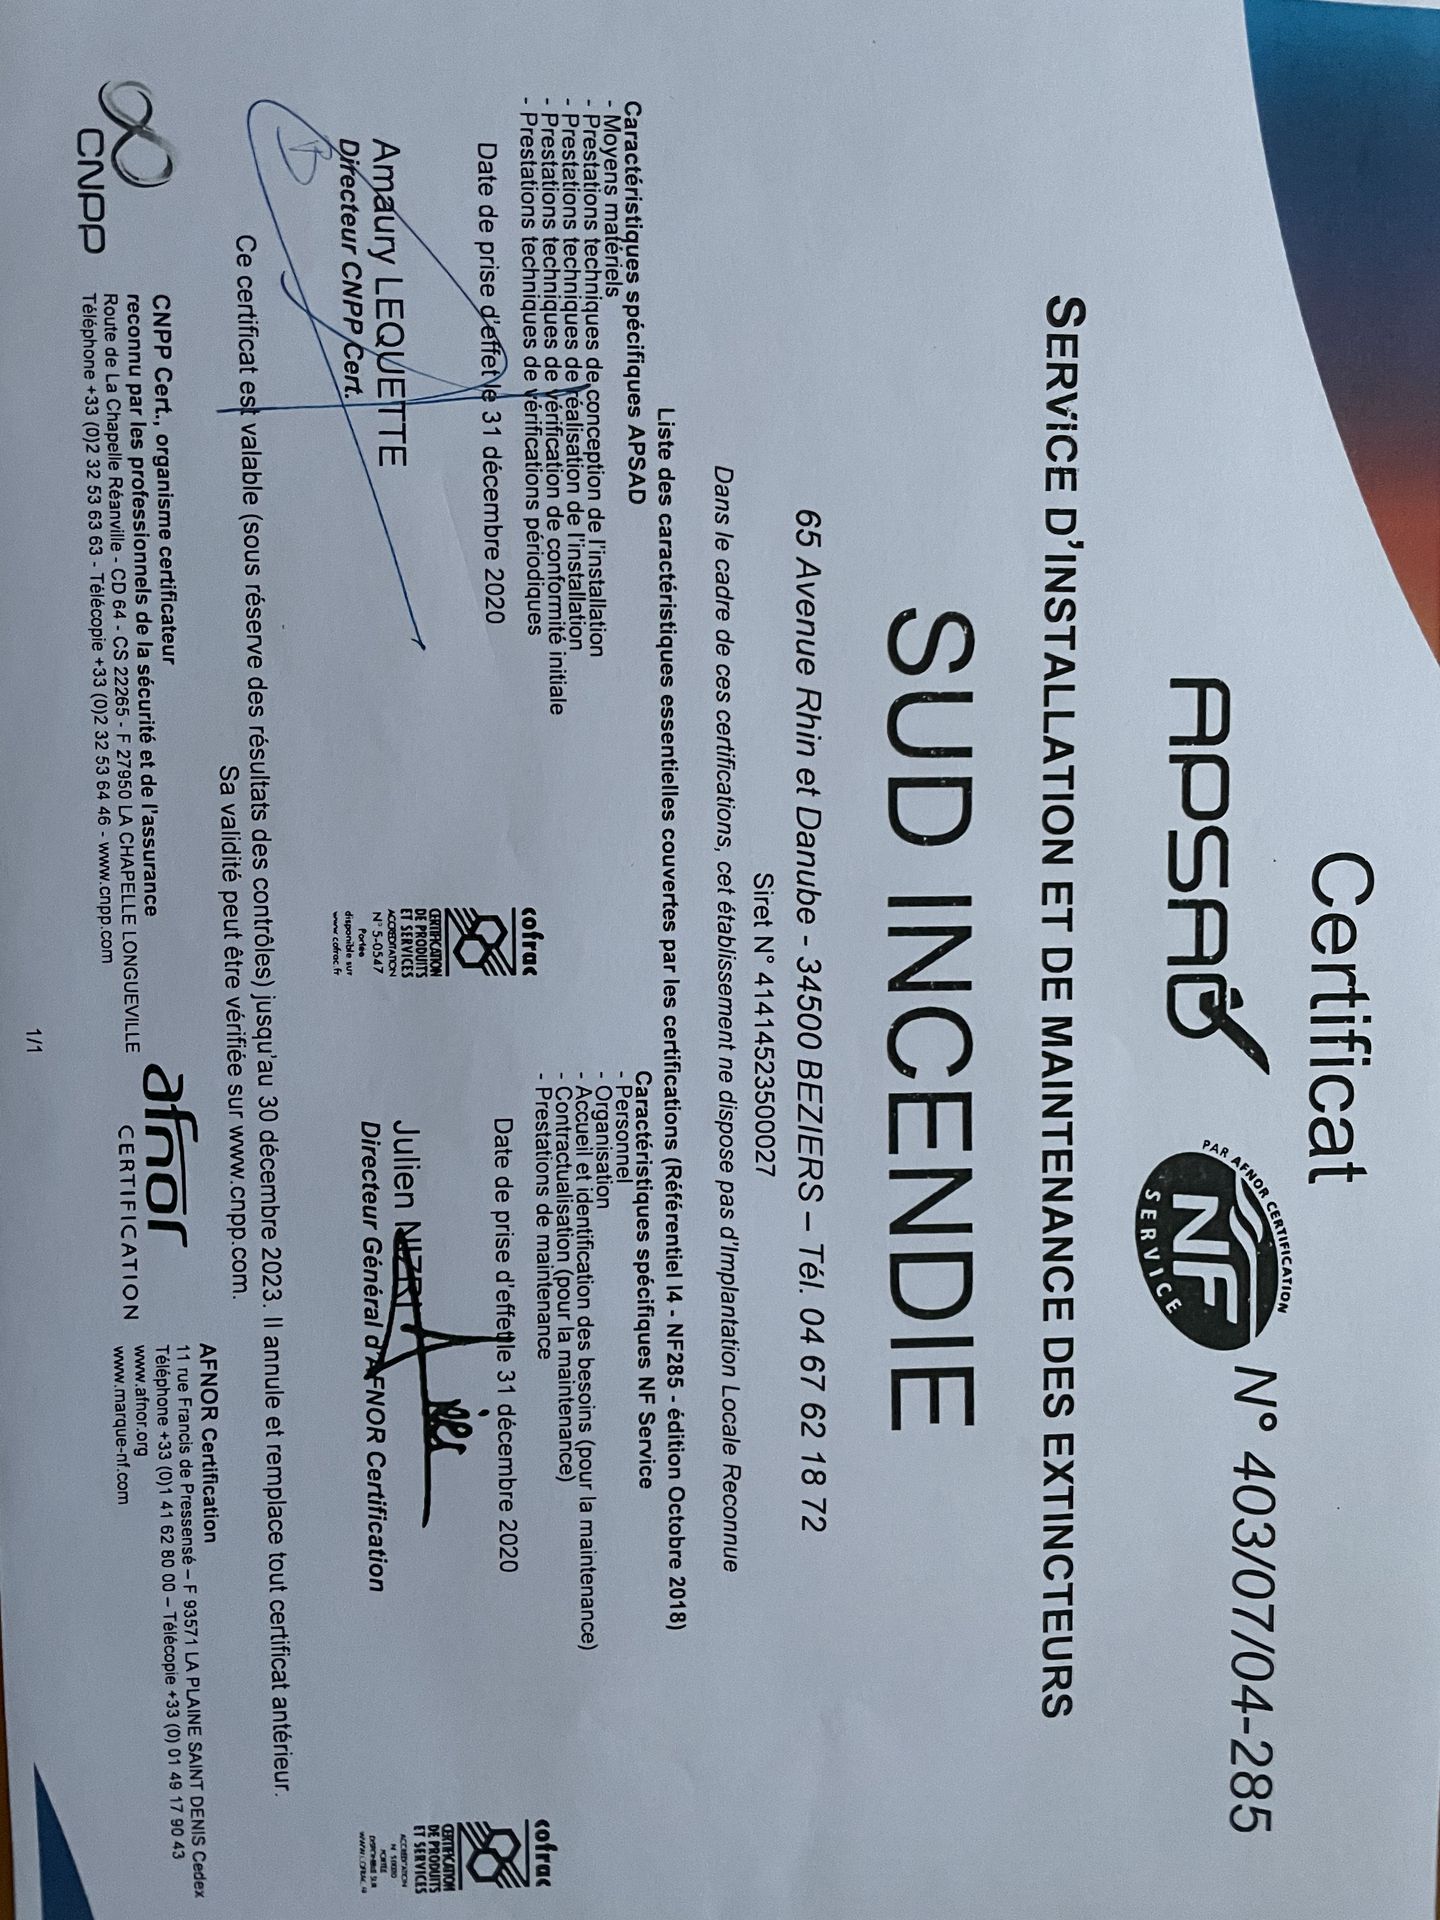 Certificat
APSAD
PAR AFNOR CERTIFICATION
NF
SERVICE
N° 403/07/04-285
SERVICE D'INSTALLATION ET DE MAINTENANCE DES EXTINCTEURS
SUD INCENDIE
65 Avenue Rhin et Danube - 34500 BEZIERS – Tél. 04 67 62 18 72
Siret N° 41414523500027
Dans le cadre de ces certifications, cet établissement ne dispose pas d'Implantation Locale Reconnue
Liste des caractéristiques essentielles couvertes par les certifications (Référentiel I4 - NF285 - édition Octobre 2018)
Caractéristiques spécifiques APSAD
- Moyens matériels
- Prestations techniques de conception de l'installation
- Prestations techniques de réalisation de l'installation
- Prestations techniques de vérification de conformité initiale
- Prestations techniques de vérifications périodiques
Date de prise d'effet le 31 décembre 2020
Amaury LEQUETTE
Directeur CNPP Cert.
cofrac
CERTIFICATION
DE PRODUITS
ET SERVICES
ACCREDITATION
N° 5-0547
Portée
disponible sur
www.cofrac.fr
Caractéristiques spécifiques NF Service
- Personnel
- Organisation
- Accueil et identification des besoins (pour la maintenance)
- Contractualisation (pour la maintenance)
- Prestations de maintenance
Date de prise d'effet le 31 décembre 2020
Julien NIZRI
Directeur Général d'AFNOR Certification
cofrac
CERTIFICATION
DE PRODUITS
ET SERVICES
Ce certificat est valable (sous réserve des résultats des contrôles) jusqu'au 30 décembre 2023. Il annule et remplace tout certificat antérieur.
Sa validité peut être vérifiée sur www.cnpp.com.
CNPP
CNPP Cert., organisme certificateur
reconnu par les professionnels de la sécurité et de l'assurance
Route de La Chapelle Réanville - CD 64 - CS 22265 - F 27950 LA CHAPELLE LONGUEVILLE
Téléphone +33 (0)2 32 53 63 63 - Télécopie +33 (0)2 32 53 64 46 - www.cnpp.com
afnor
CERTIFICATION
AFNOR Certification
11 rue Francis de Pressensé – F 93571 LA PLAINE SAINT DENIS Cedex
Téléphone +33 (0)1 41 62 80 00 – Télécopie +33 (0) 01 49 17 90 43
www.afnor.org
www.marque-nf.com
1/1